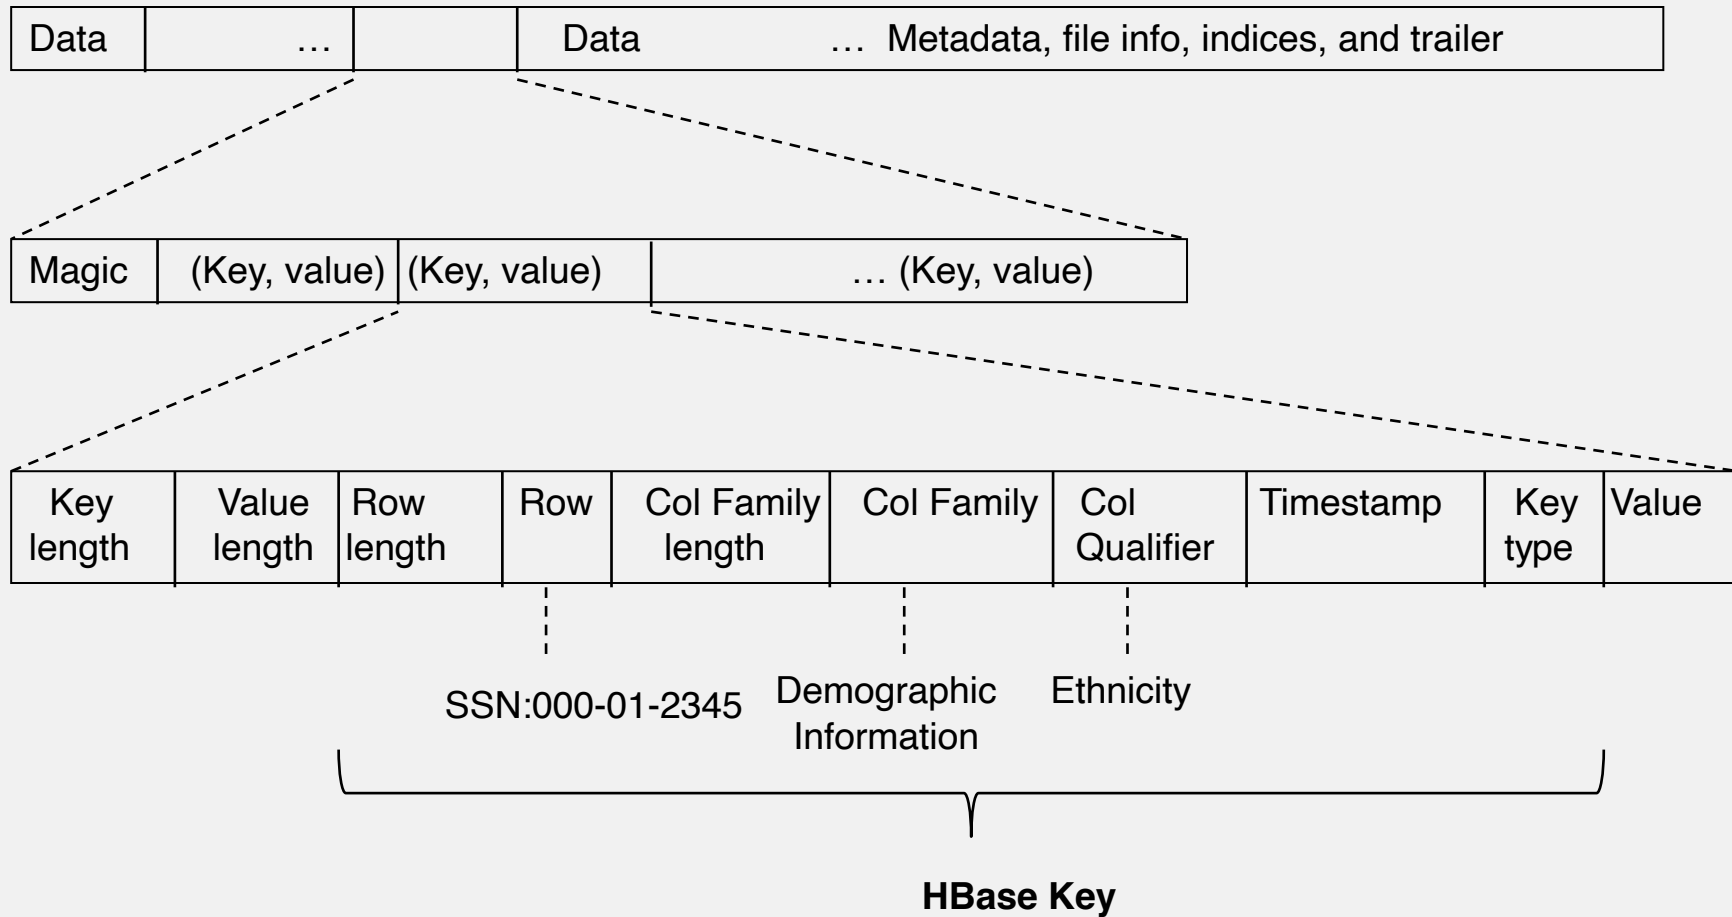 Data … Data … Metadata, file info, indices, and trailer
Magic (Key, value) (Key, value) … (Key, value)
Key length
Value length
Row length
Row
Col Family length
Col Family
Col Qualifier
Timestamp
Key type
Value
SSN:000-01-2345
Demographic
Information
Ethnicity
HBase Key